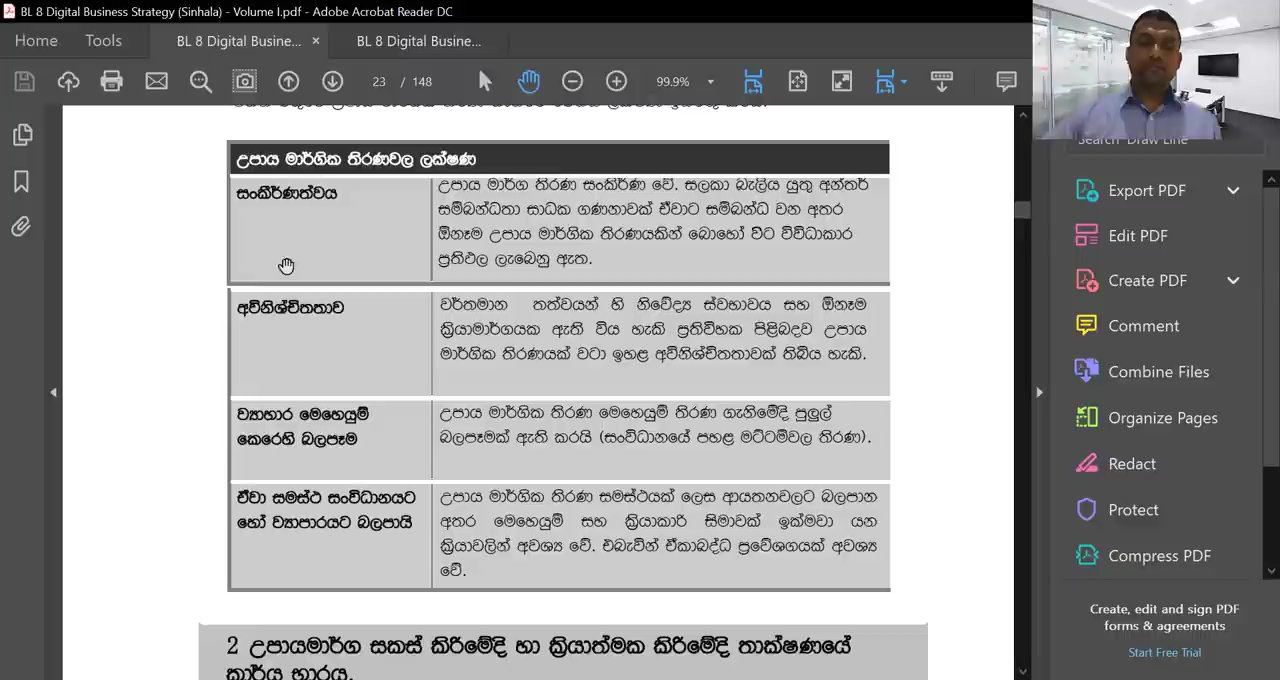 BL 8 Digital Business Strategy (Sinhala) - Volume I.pdf - Adobe Acrobat Reader DC
Home Tools BL 8 Digital Busine... × BL 8 Digital Busine...
23 / 148 99.9%
උපාය මාර්ගික තීරණවල ලක්ෂණ
සංකීර්ණත්වය
උපාය මාර්ග තීරණ සංකීර්ණ වේ. සලකා බැලිය යුතු අන්තර්
සම්බන්ධතා සාධක ගණනාවක් ඒවාට සම්බන්ධ වන අතර
ඕනෑම උපාය මාර්ගික තීරණයකින් බොහෝ විට විවිධාකාර
ප්‍රතිඵල ලැබෙනු ඇත.
අවිනිශ්චිතතාව
වර්තමාන තත්වයන් හි
ස්වභාවය සහ ඕනෑම
ක්‍රියාමාර්ගයක ඇති විය හැකි ප්‍රතිවිපාක පිළිබදව උපාය
මාර්ගික තීරණයක් වටා ඉහළ අවිනිශ්චිතතාවක් තිබිය හැකි.
ව්‍යාහාර මෙහෙයුම්
කෙරෙහි බලපෑම
උපාය මාර්ගික තීරණ මෙහෙයුම් තීරණ ගැනීමේදී පුලුල්
බලපෑමක් ඇති කරයි (සංවිධානයේ පහළ මට්ටම්වල තීරණ).
ඒවා සමස්ථ සංවිධානයට
හෝ ව්‍යාපාරයට බලපායි
උපාය මාර්ගික තීරණ සමස්ථයක් ලෙස ආයතනවලට බලපාන
අතර මෙහෙයුම් සහ ක්‍රියාකාරී සීමාවක් ඉක්මවා යන
ක්‍රියාවලින් අවශ්‍ය වේ. එබැවින් ඒකාබද්ධ ප්‍රවේශගයක් අවශ්‍ය
වේ.
2 උපායමාර්ග සකස් කිරීමේදී හා ක්‍රියාත්මක කිරීමේදී තාක්ෂණයේ
කාර්ය භාරය.
Search 'Draw Line'
Export PDF
Edit PDF
Create PDF
Comment
Combine Files
Organize Pages
Redact
Protect
Compress PDF
Create, edit and sign PDF
forms & agreements
Start Free Trial